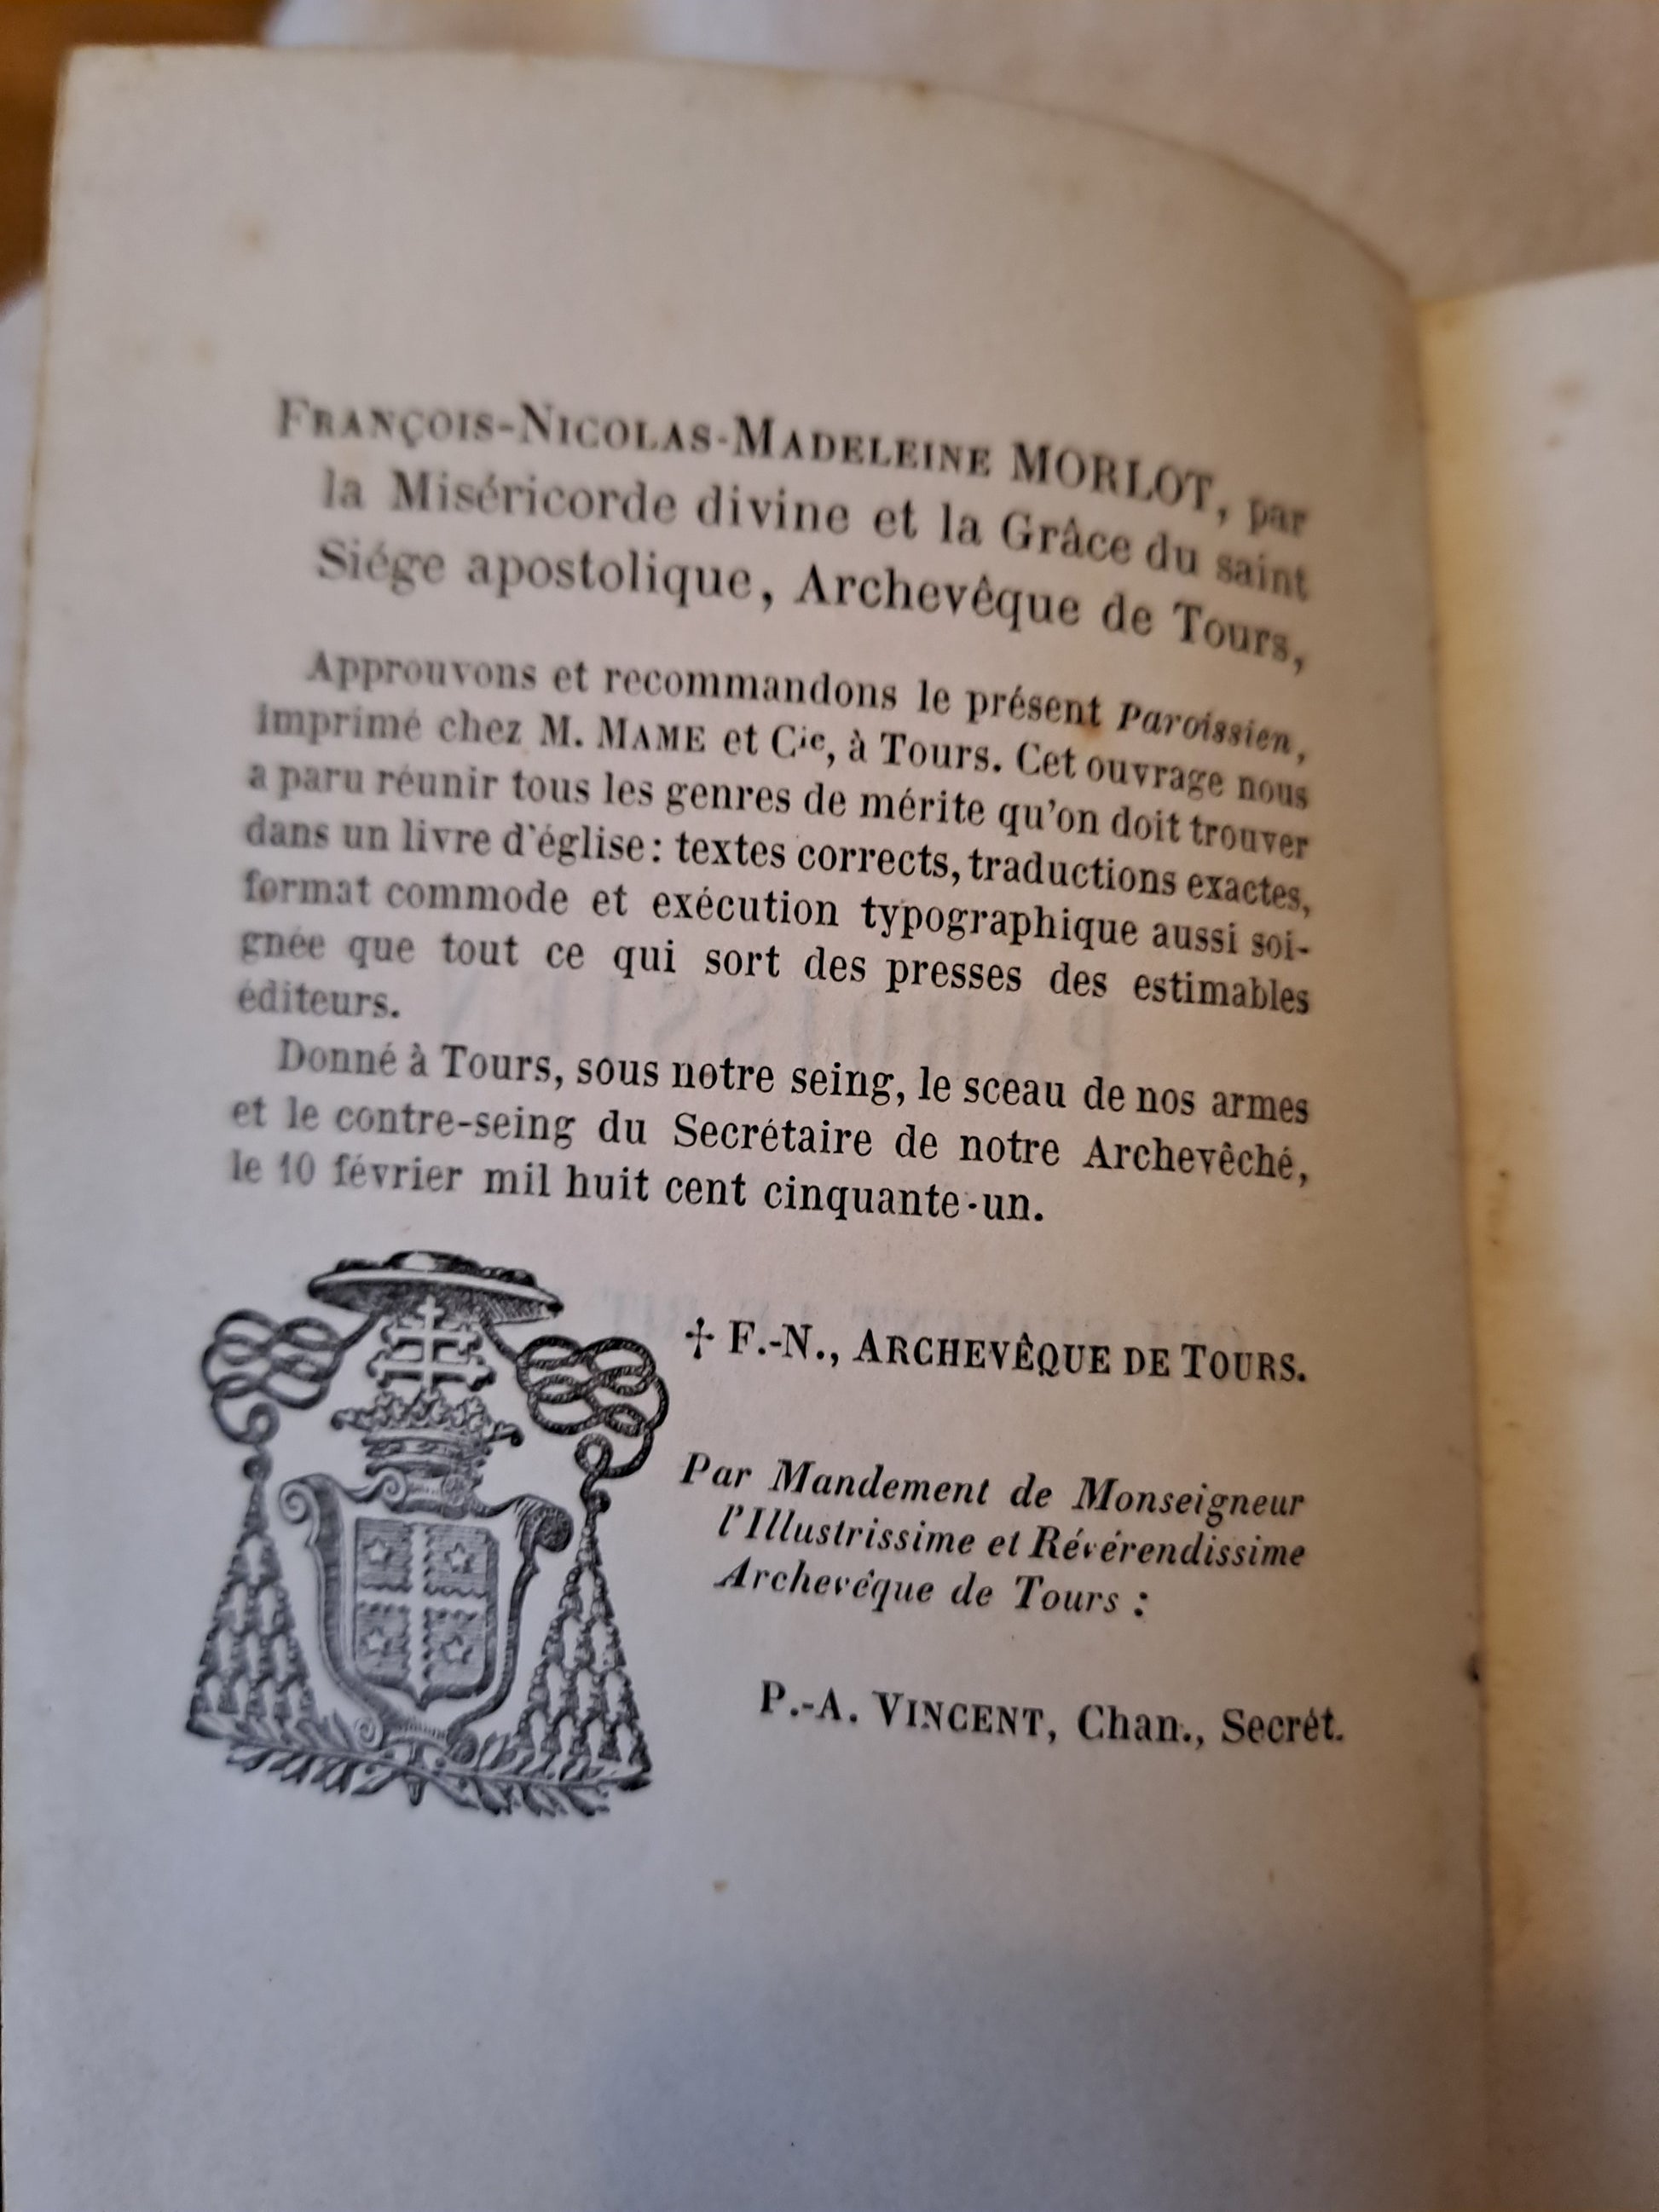 FRANÇOIS-NICOLAS-MADELEINE MORLOT, par
la Miséricorde divine et la Grâce du saint
Siége apostolique, Archevêque de Tours,
Approuvons et recommandons le présent Paroissien,
imprimé chez M. MAME et Cie, à Tours. Cet ouvrage nous
a paru réunir tous les genres de mérite qu'on doit trouver
dans un livre d'église: textes corrects, traductions exactes,
format commode et exécution typographique aussi soi-
gnée que tout ce qui sort des presses des estimables
éditeurs.
Donné à Tours, sous notre seing, le sceau de nos armes
et le contre-seing du Secrétaire de notre Archevêché,
le 10 février mil huit cent cinquante-un.
✝ F.-N., ARCHEVÊQUE DE TOURS.
Par Mandement de Monseigneur
l'Illustrissime et Révérendissime
Archevêque de Tours :
P.-A. VINCENT, Chan., Secrét.